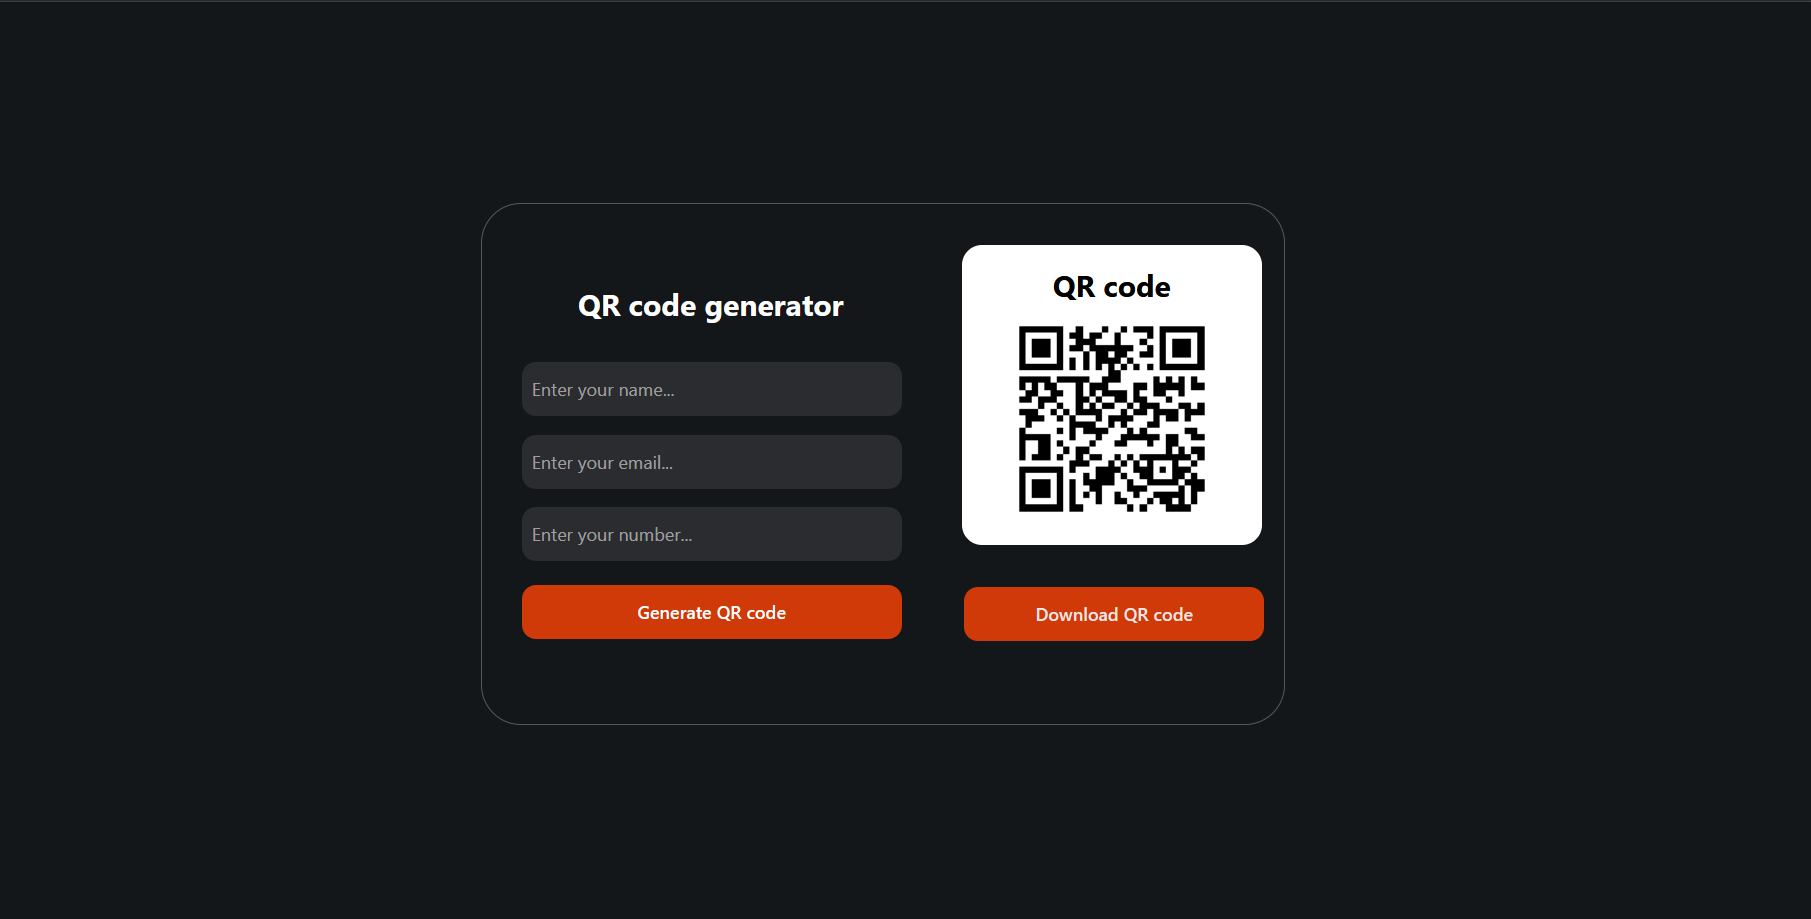 QR code generator
Enter your name...
Enter your email...
Enter your number...
Generate QR code
QR code
Download QR code